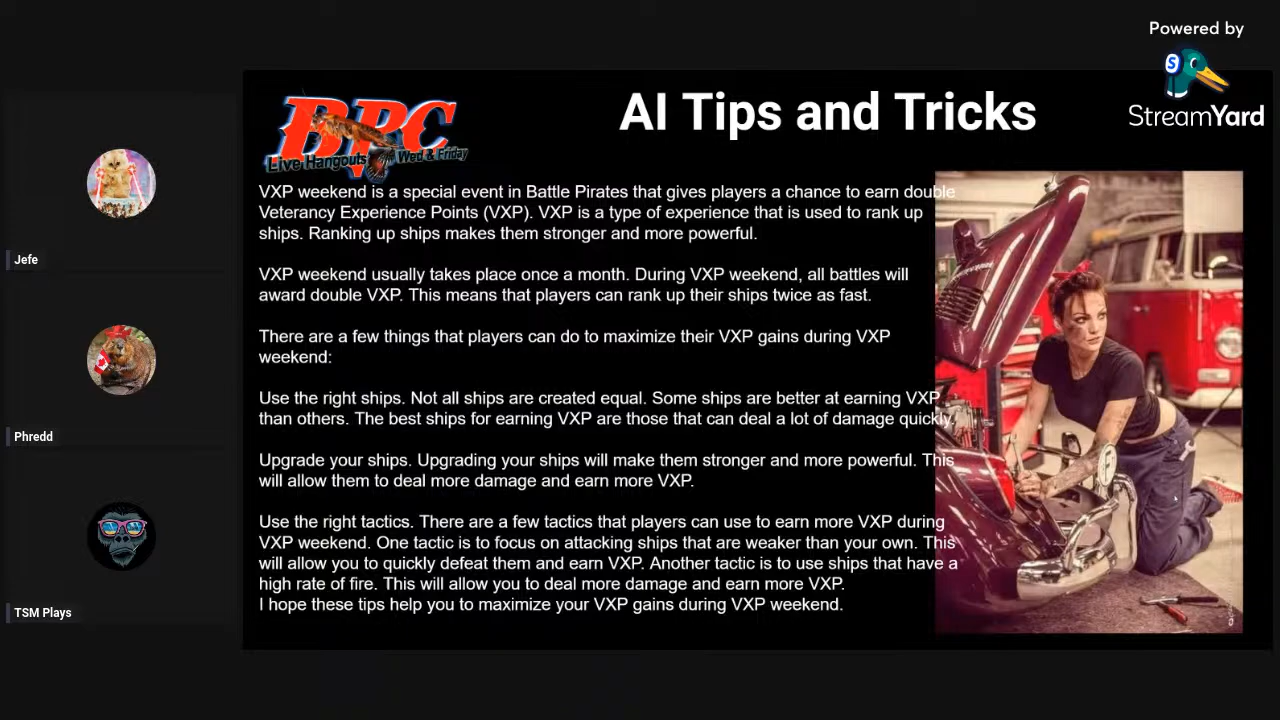 Powered by
StreamYard
BPC
Live Hangouts Wed & Friday
AI Tips and Tricks
VXP weekend is a special event in Battle Pirates that gives players a chance to earn double
Veterancy Experience Points (VXP). VXP is a type of experience that is used to rank up
ships. Ranking up ships makes them stronger and more powerful.
VXP weekend usually takes place once a month. During VXP weekend, all battles will
award double VXP. This means that players can rank up their ships twice as fast.
There are a few things that players can do to maximize their VXP gains during VXP
weekend:
Use the right ships. Not all ships are created equal. Some ships are better at earning VXP
than others. The best ships for earning VXP are those that can deal a lot of damage quickly.
Upgrade your ships. Upgrading your ships will make them stronger and more powerful. This
will allow them to deal more damage and earn more VXP.
Use the right tactics. There are a few tactics that players can use to earn more VXP during
VXP weekend. One tactic is to focus on attacking ships that are weaker than your own. This
will allow you to quickly defeat them and earn VXP. Another tactic is to use ships that have a
high rate of fire. This will allow you to deal more damage and earn more VXP.
I hope these tips help you to maximize your VXP gains during VXP weekend.
Jefe
Phredd
TSM Plays